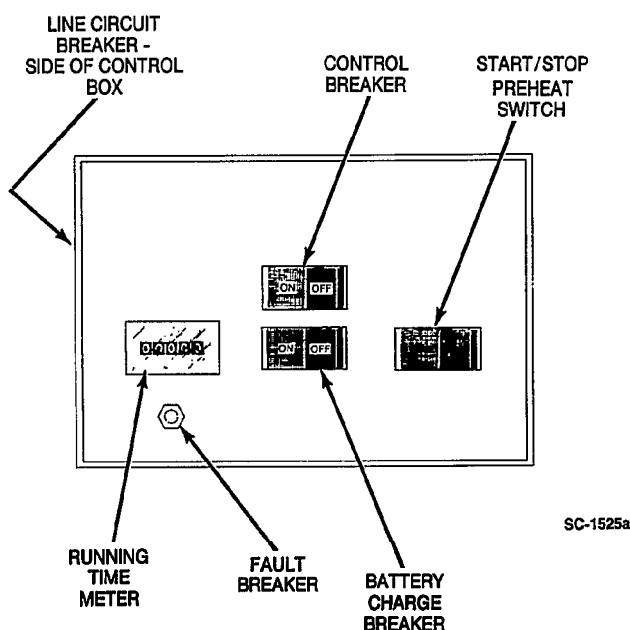 LINE CIRCUIT
BREAKER -
SIDE OF CONTROL
BOX
CONTROL
BREAKER
START/STOP
PREHEAT
SWITCH
ON OFF
ON OFF
SC-1525a
RUNNING
TIME
METER
FAULT
BREAKER
BATTERY
CHARGE
BREAKER